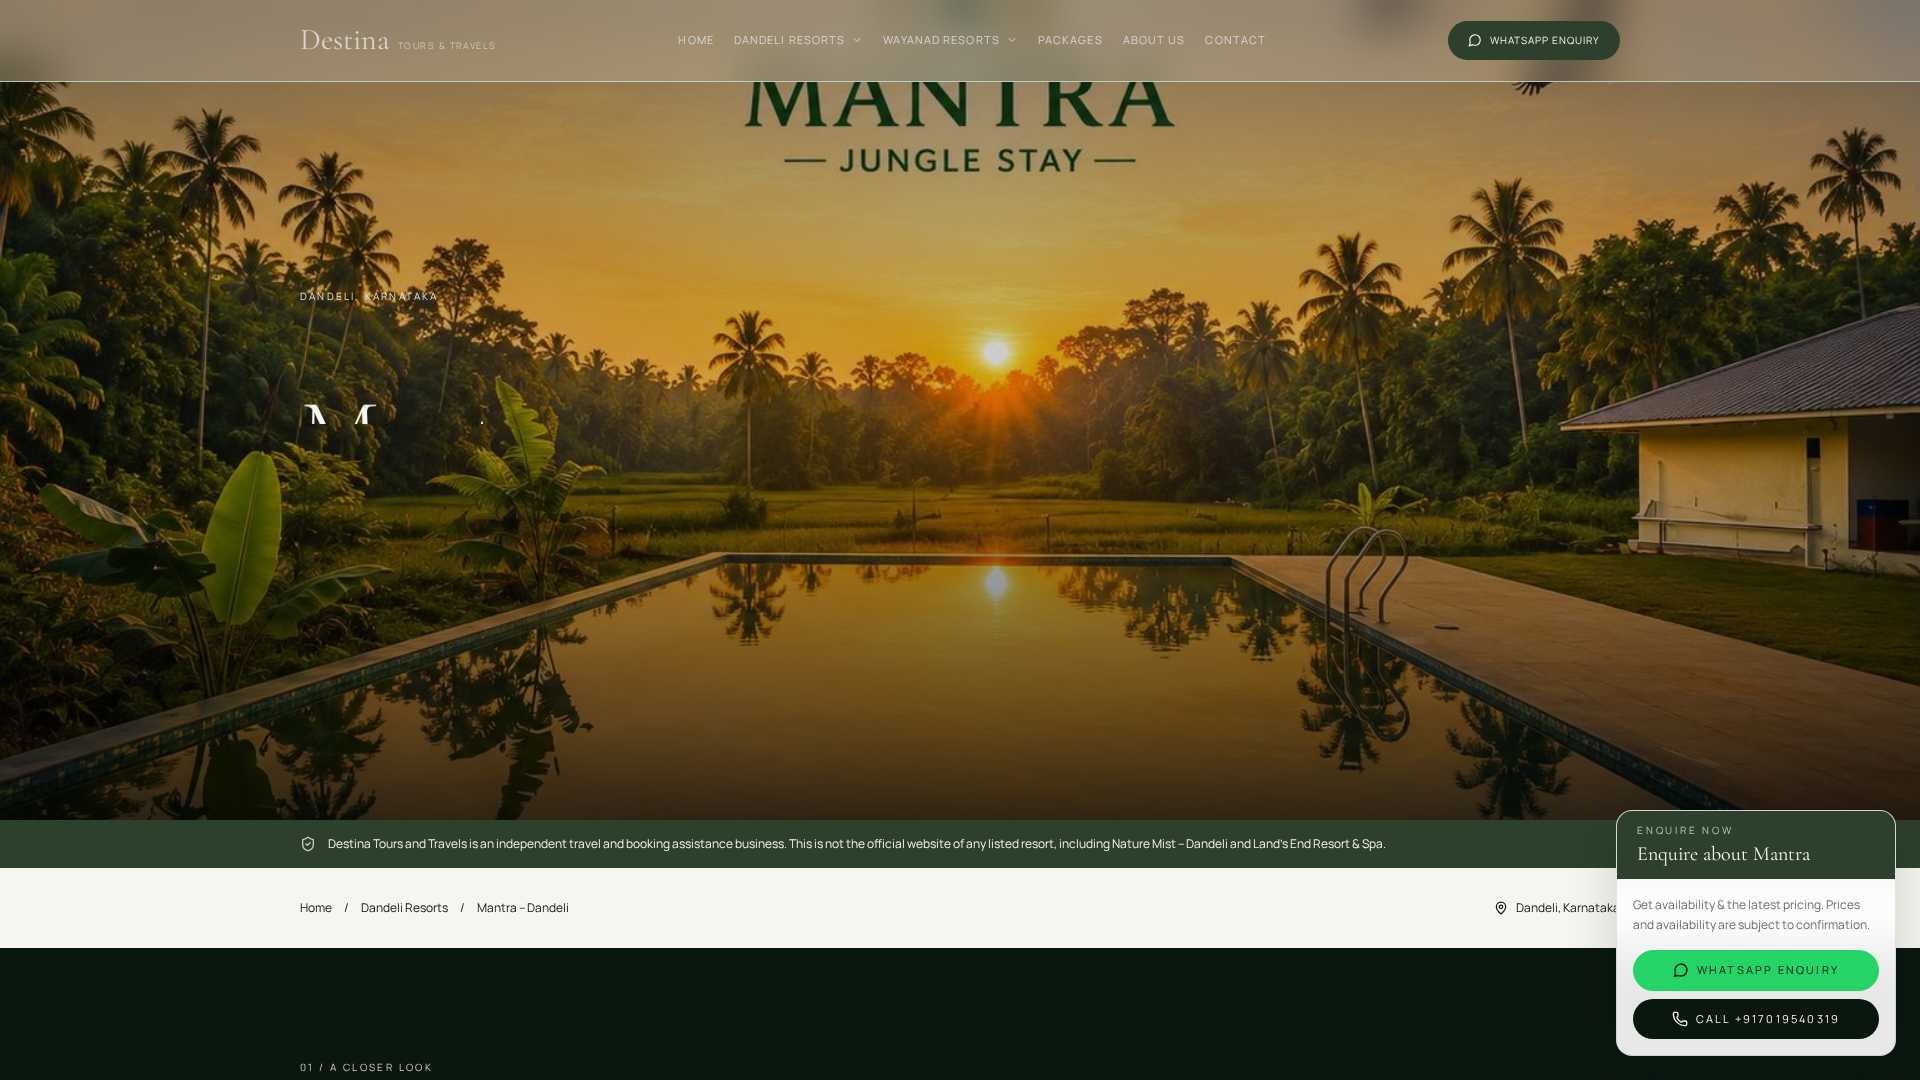 Destina TOURS & TRAVELS
HOME
DANDELI RESORTS
WAYANAD RESORTS
PACKAGES
ABOUT US
CONTACT
WHATSAPP ENQUIRY
MANTRA
— JUNGLE STAY —
DANDELI, KARNATAKA
Destina Tours and Travels is an independent travel and booking assistance business. This is not the official website of any listed resort, including Nature Mist – Dandeli and Land's End Resort & Spa.
Home / Dandeli Resorts / Mantra – Dandeli
Dandeli, Karnataka
ENQUIRE NOW
Enquire about Mantra
Get availability & the latest pricing. Prices
and availability are subject to confirmation.
WHATSAPP ENQUIRY
CALL +917019540319
01 / A CLOSER LOOK